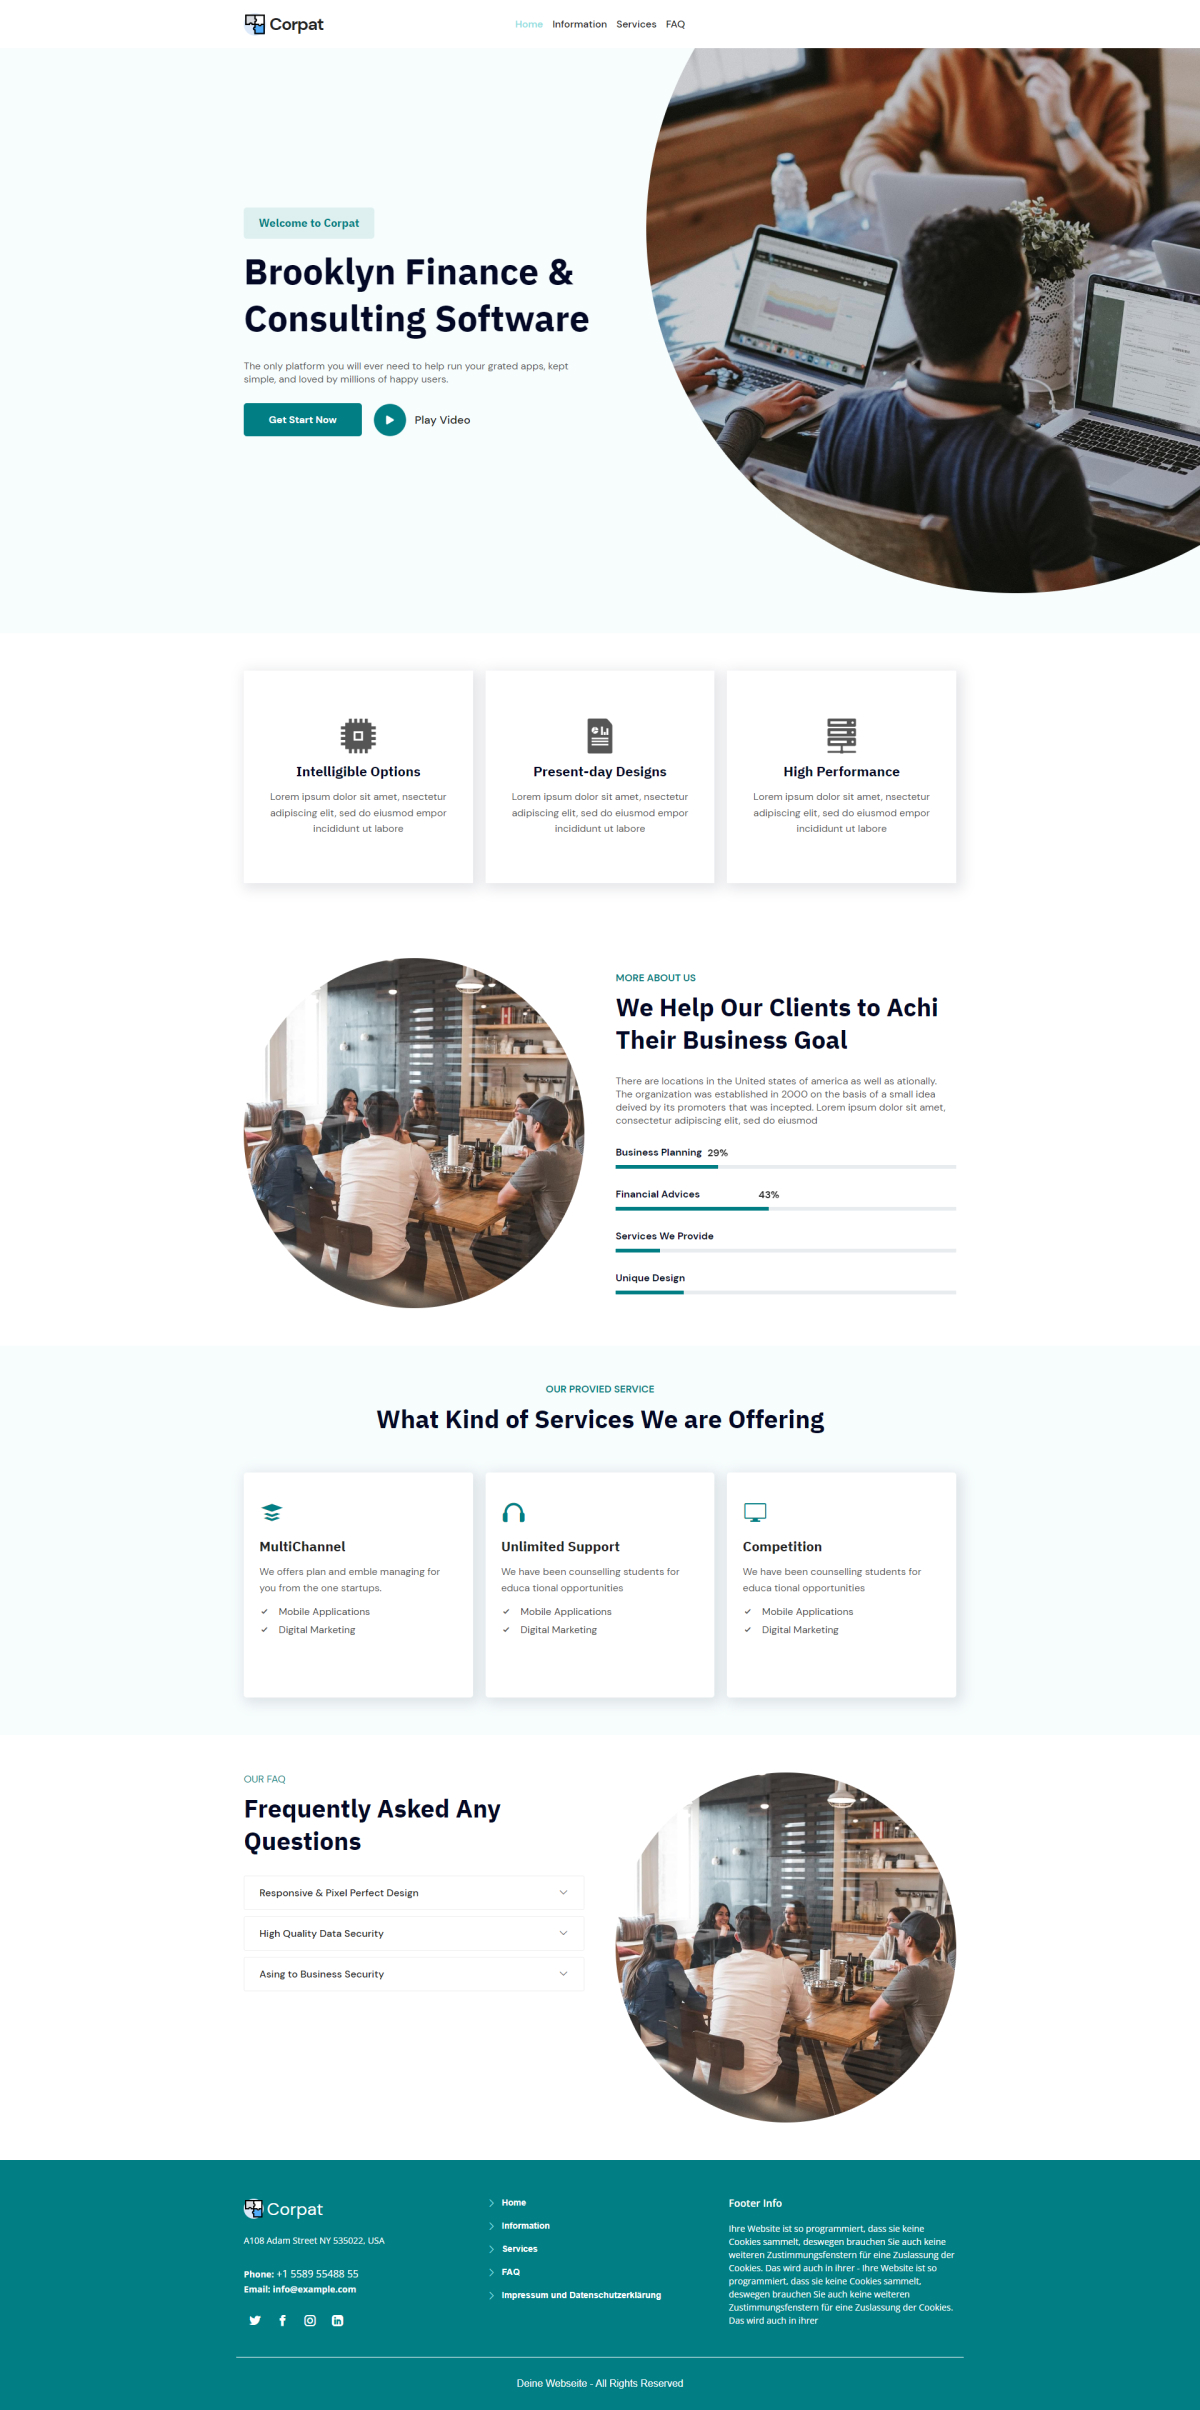 Corpat
Home Information Services FAQ
Welcome to Corpat
Brooklyn Finance &
Consulting Software
The only platform you will ever need to help run your grated apps, kept
simple, and loved by millions of happy users.
Get Start Now
Play Video
Intelligible Options
Lorem ipsum dolor sit amet, nsectetur
adipiscing elit, sed do eiusmod empor
incididunt ut labore
Present-day Designs
Lorem ipsum dolor sit amet, nsectetur
adipiscing elit, sed do eiusmod empor
incididunt ut labore
High Performance
Lorem ipsum dolor sit amet, nsectetur
adipiscing elit, sed do eiusmod empor
incididunt ut labore
MORE ABOUT US
We Help Our Clients to Achi
Their Business Goal
There are locations in the United states of america as well as ationally.
The organization was established in 2000 on the basis of a small idea
deived by its promoters that was incepted. Lorem ipsum dolor sit amet,
consectetur adipiscing elit, sed do eiusmod
Business Planning 29%
Financial Advices 43%
Services We Provide
Unique Design
OUR PROVIED SERVICE
What Kind of Services We are Offering
MultiChannel
We offers plan and emble managing for
you from the one startups.
Mobile Applications
Digital Marketing
Unlimited Support
We have been counselling students for
educa tional opportunities
Mobile Applications
Digital Marketing
Competition
We have been counselling students for
educa tional opportunities
Mobile Applications
Digital Marketing
OUR FAQ
Frequently Asked Any
Questions
Responsive & Pixel Perfect Design
High Quality Data Security
Asing to Business Security
Corpat
A108 Adam Street NY 535022, USA
Phone: +1 5589 55488 55
Email: info@example.com
Home
Information
Services
FAQ
Impressum und Datenschutzerklärung
Footer Info
Ihre Website ist so programmiert, dass sie keine
Cookies sammelt, deswegen brauchen Sie auch keine
weiteren Zustimmungsfenstern für eine Zuslassung der
Cookies. Das wird auch in ihrer - Ihre Website ist so
programmiert, dass sie keine Cookies sammelt,
deswegen brauchen Sie auch keine weiteren
Zustimmungsfenstern für eine Zuslassung der Cookies.
Das wird auch in ihrer
Deine Webseite - All Rights Reserved